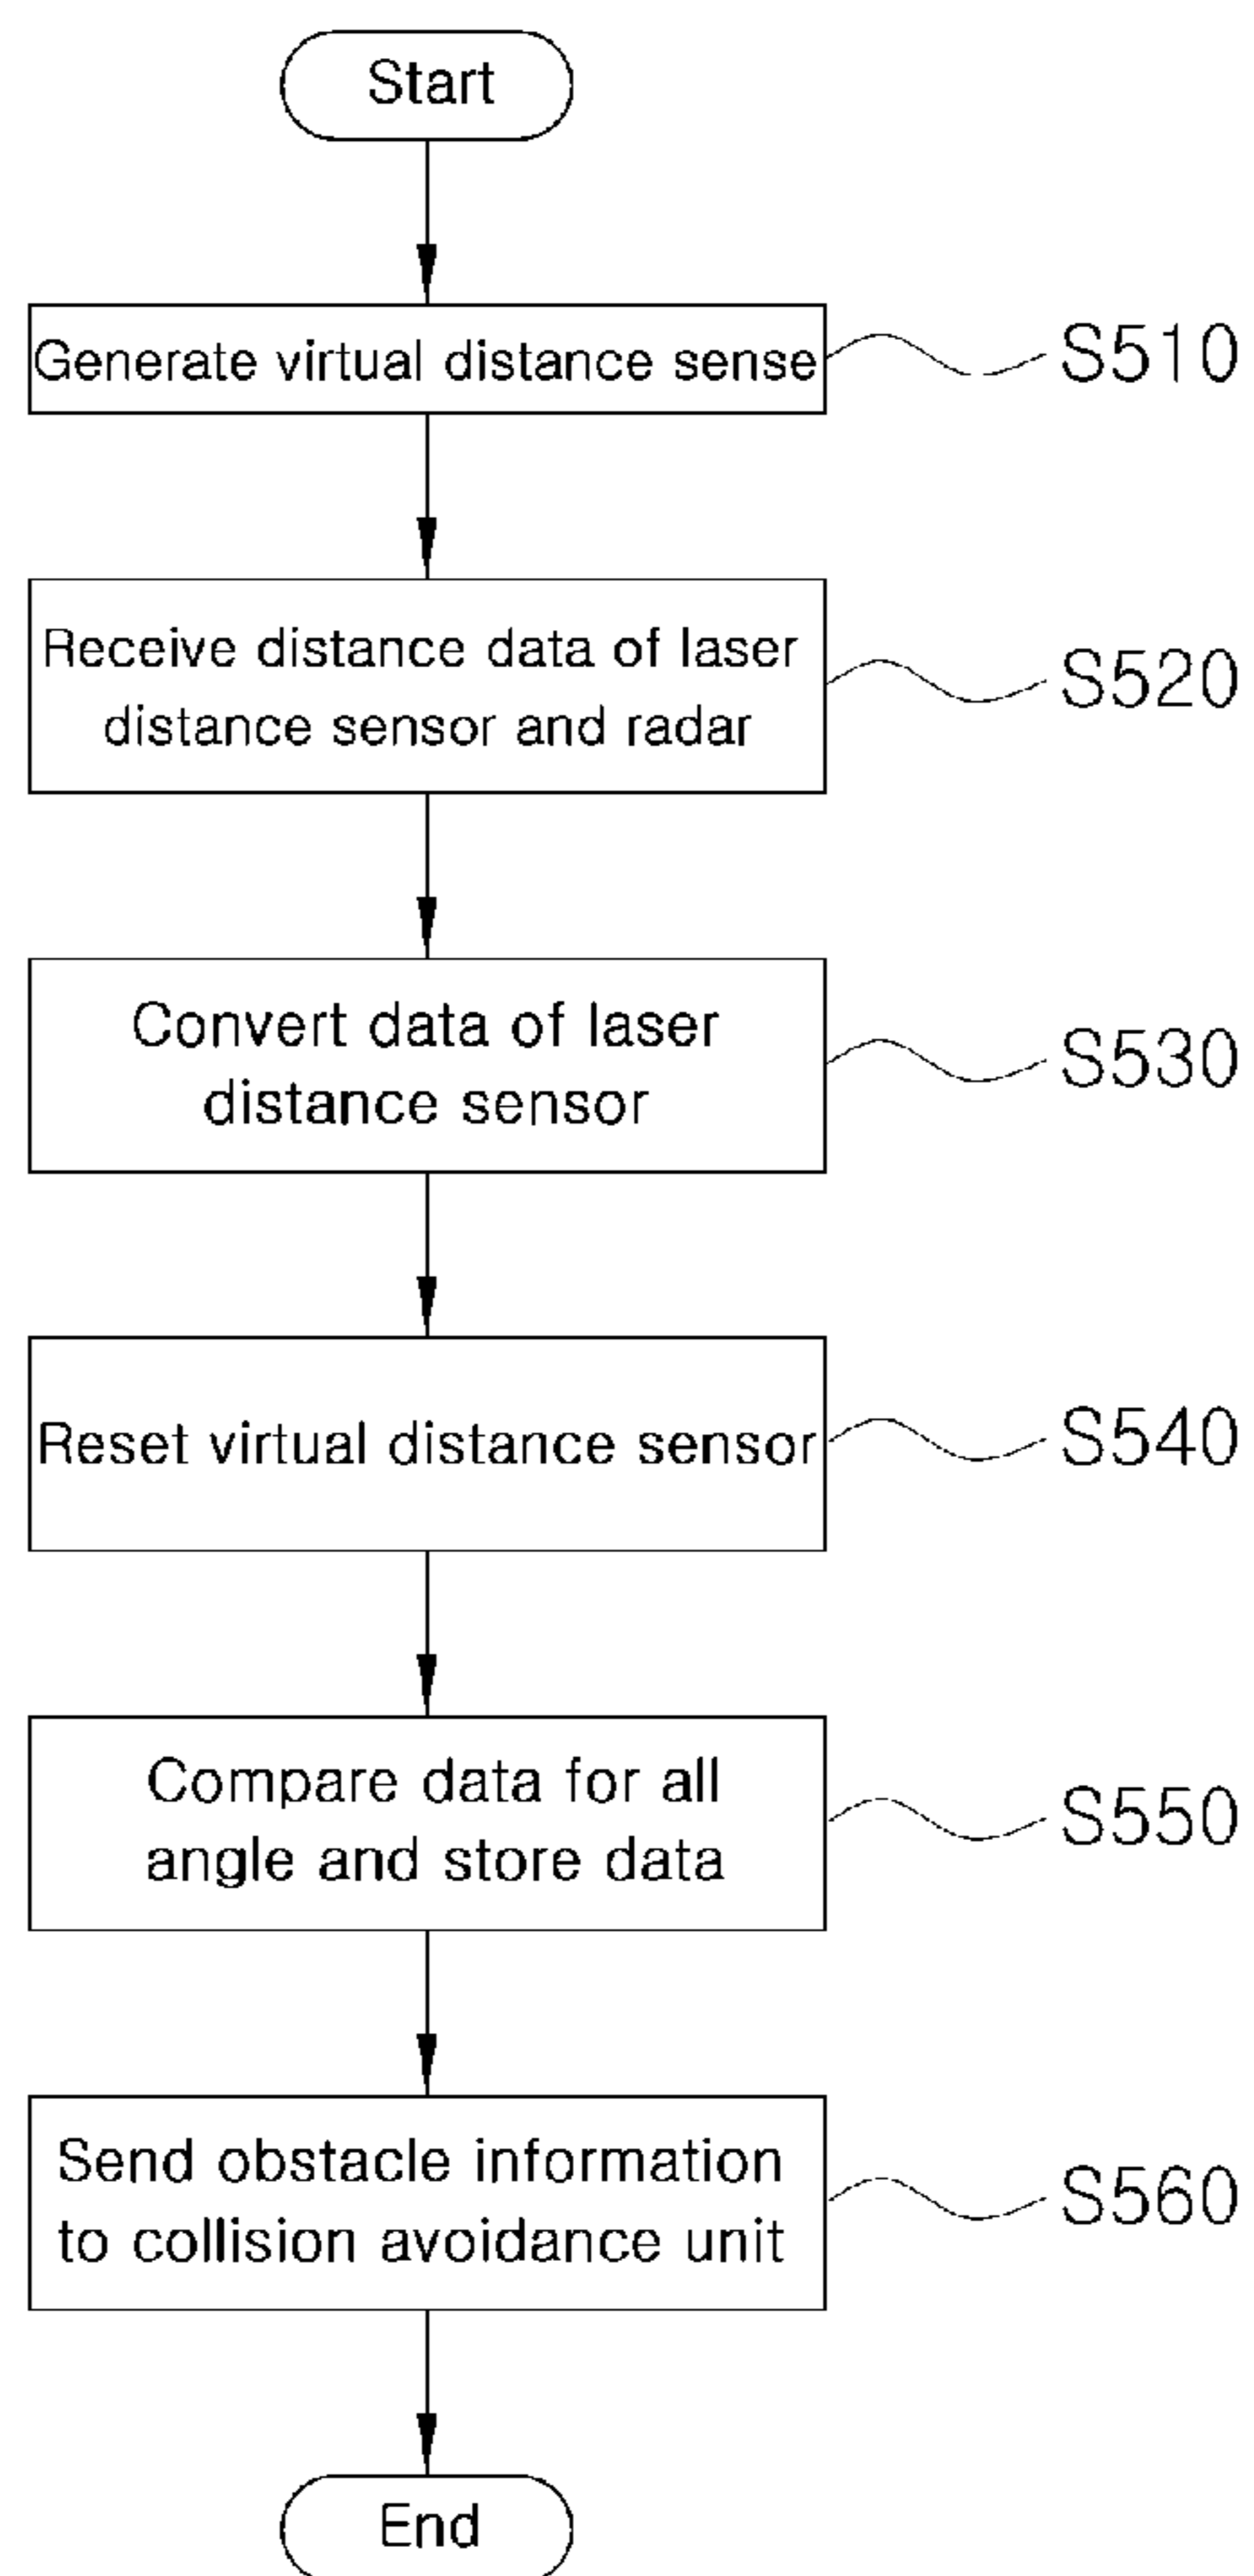 Start
Generate virtual distance sense
S510
Receive distance data of laser
distance sensor and radar
S520
Convert data of laser
distance sensor
S530
Reset virtual distance sensor
S540
Compare data for all
angle and store data
S550
Send obstacle information
to collision avoidance unit
S560
End